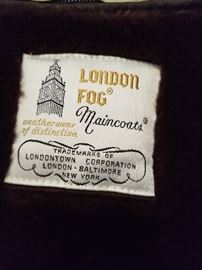 LONDON
FOG®
Maincoats®
weatherwear
of distinction
TRADEMARKS OF
LONDONTOWN CORPORATION
LONDON - BALTIMORE
NEW YORK